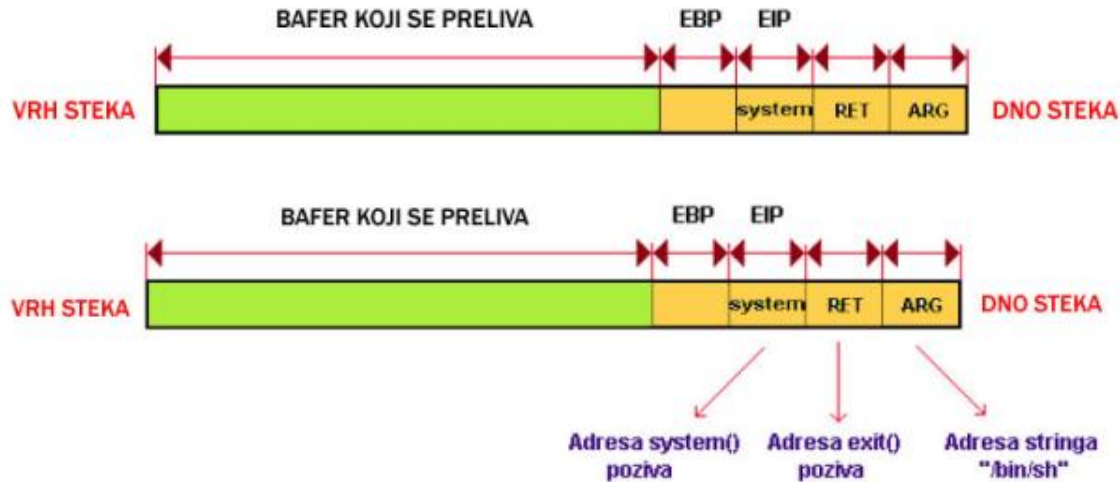 BAFER KOJI SE PRELIVA EBP EIP
VRH STEKA system RET ARG DNO STEKA
BAFER KOJI SE PRELIVA EBP EIP
VRH STEKA system RET ARG DNO STEKA
Adresa system() Adresa exit() Adresa stringa
poziva poziva "/bin/sh"